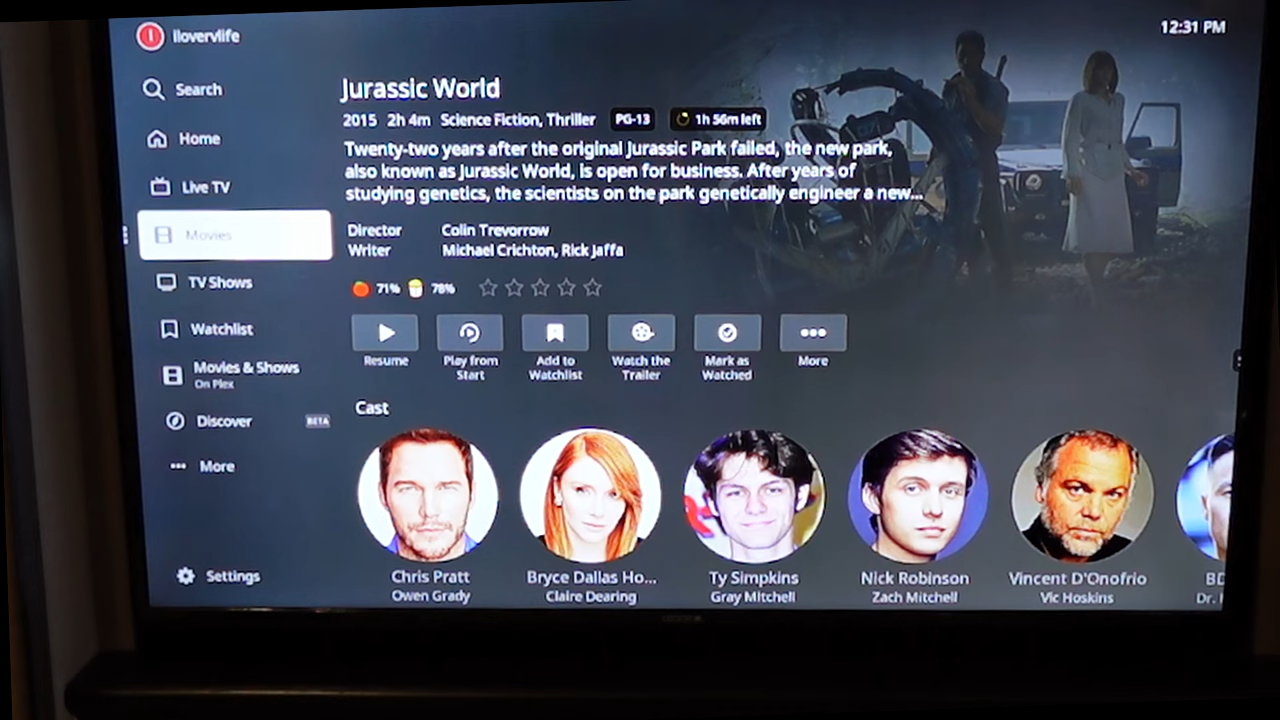 ilovervlife
12:31 PM
Search
Home
Live TV
Movies
TV Shows
Watchlist
Movies & Shows
On Plex
Discover BETA
More
Settings
Jurassic World
2015 2h 4m Science Fiction, Thriller PG-13 1h 56m left
Twenty-two years after the original Jurassic Park failed, the new park,
also known as Jurassic World, is open for business. After years of
studying genetics, the scientists on the park genetically engineer a new...
Director Colin Trevorrow
Writer Michael Crichton, Rick Jaffa
71% 78%
Resume
Play from
Start
Add to
Watchlist
Watch the
Trailer
Mark as
Watched
More
Cast
Chris Pratt
Owen Grady
Bryce Dallas Ho...
Claire Dearing
Ty Simpkins
Gray Mitchell
Nick Robinson
Zach Mitchell
Vincent D'Onofrio
Vic Hoskins
BD
Dr.